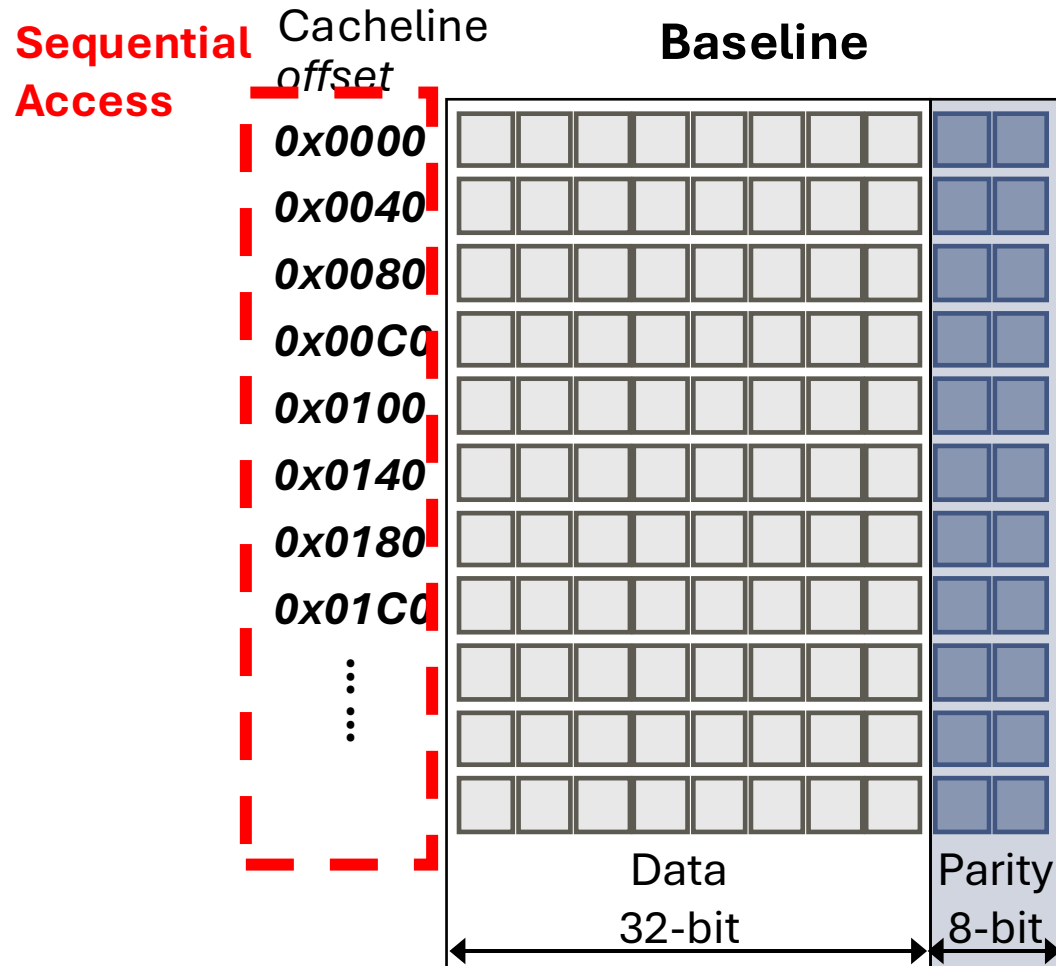 Sequential
Access
Cacheline
offset
Baseline
0x0000
0x0040
0x0080
0x00C0
0x0100
0x0140
0x0180
0x01C0
Data
32-bit
Parity
8-bit